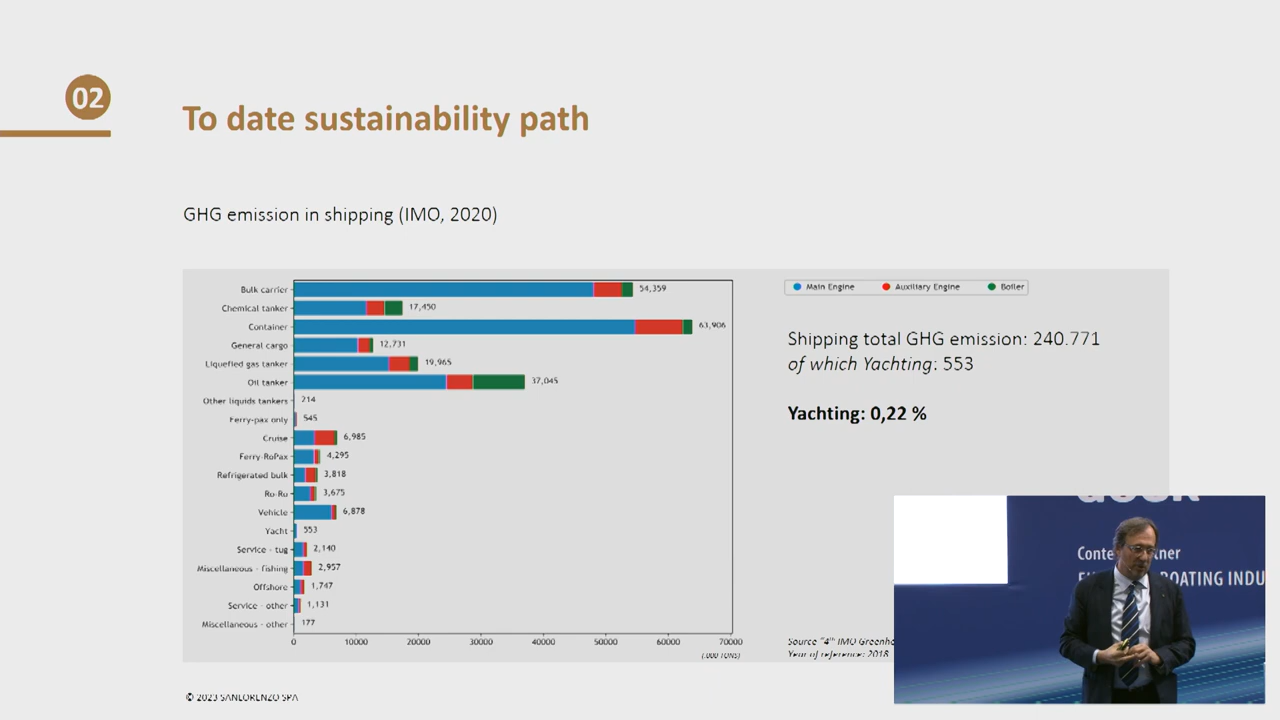 02
To date sustainability path
GHG emission in shipping (IMO, 2020)
Bulk carrier 54,359
Chemical tanker 17,450
Container 63,906
General cargo 12,731
Liquefied gas tanker 19,965
Oil tanker 37,045
Other liquids tankers 214
Ferry-pax only 545
Cruise 6,985
Ferry-RoPax 4,295
Refrigerated bulk 3,818
Ro-Ro 3,675
Vehicle 6,878
Yacht 553
Service - tug 2,140
Miscellaneous - fishing 2,957
Offshore 1,747
Service - other 1,131
Miscellaneous - other 177
0 10000 20000 30000 40000 50000 60000 70000
(.000 TONS)
Main Engine Auxiliary Engine Boiler
Shipping total GHG emission: 240.771
of which Yachting: 553
Yachting: 0,22 %
Source "4th IMO
Year of reference: 2018
BOATING
© 2023 SANLORENZO SPA